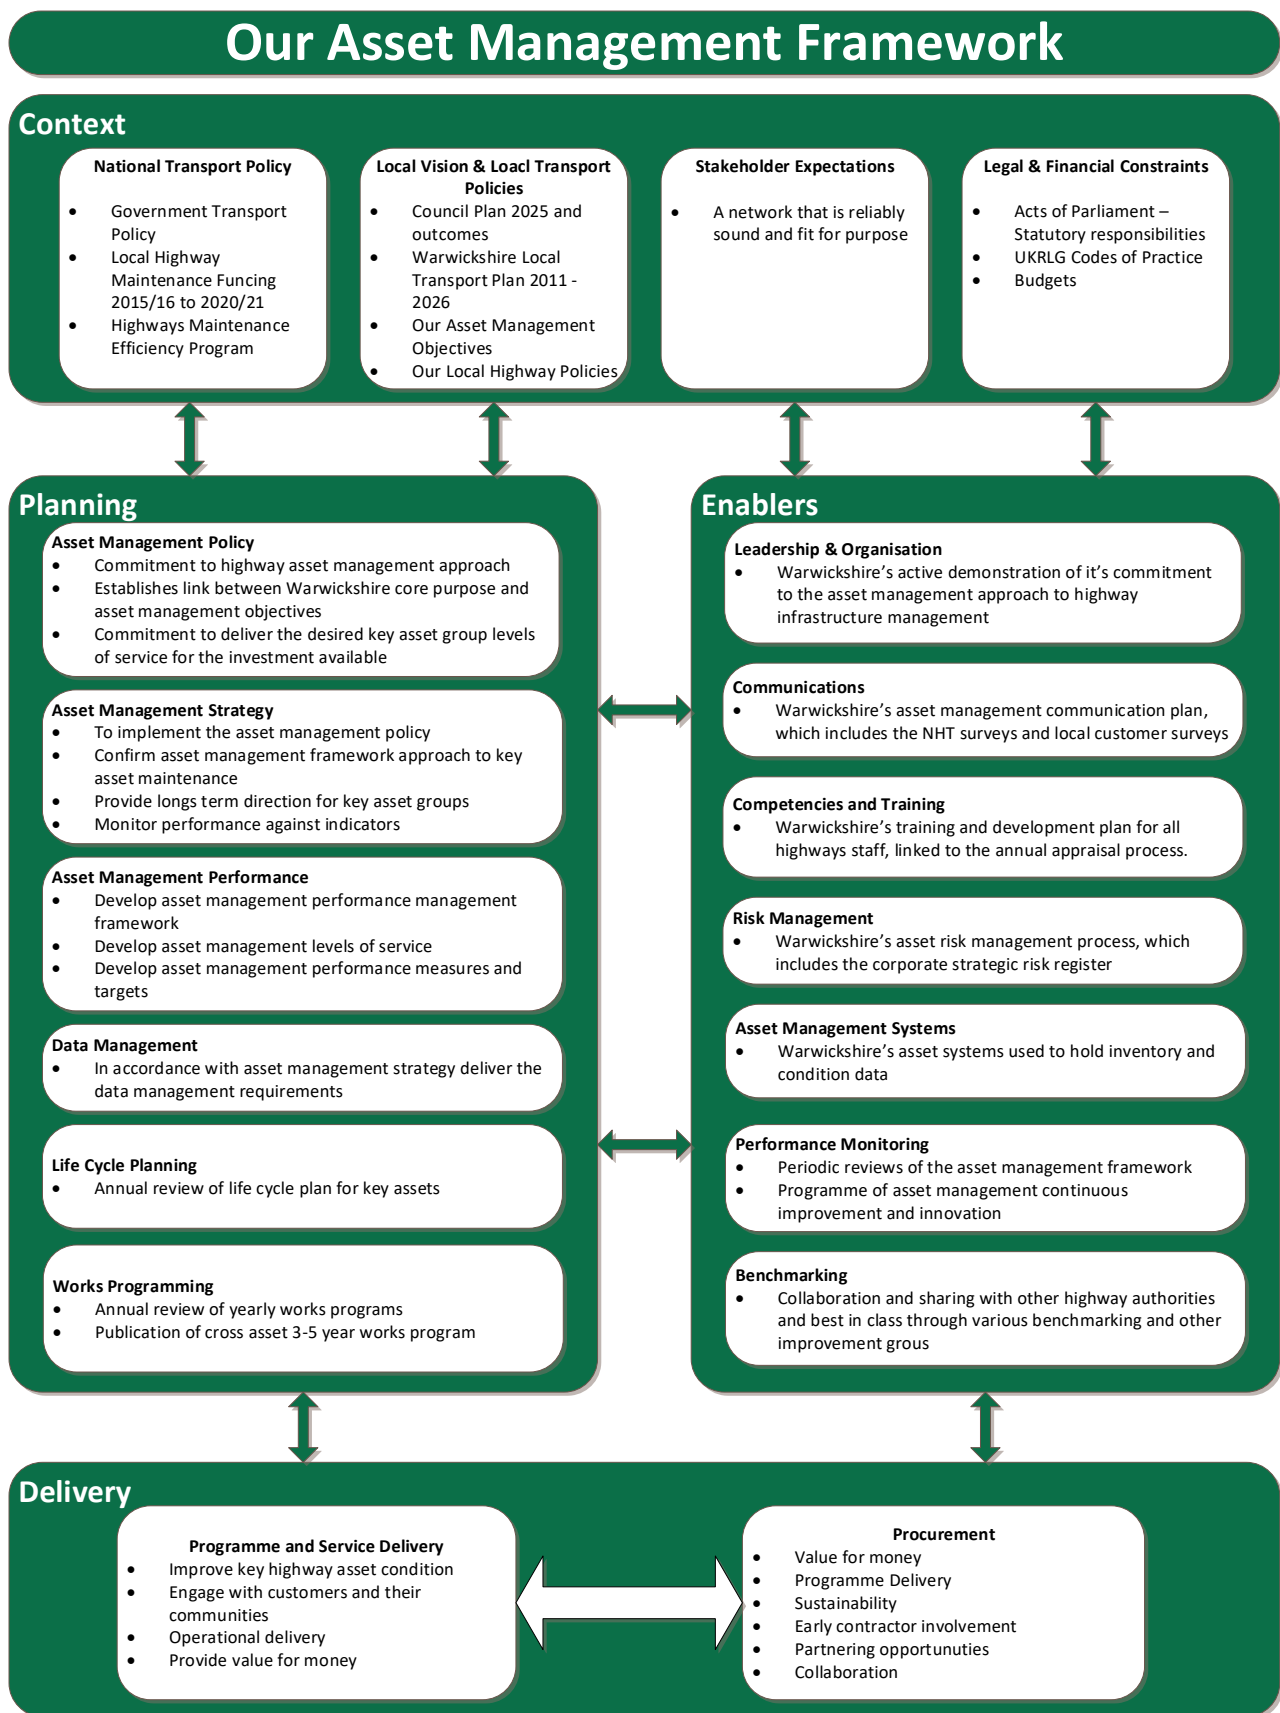 Our Asset Management Framework
Context
National Transport Policy
• Government Transport
Policy
• Local Highway
Maintenance Funcing
2015/16 to 2020/21
• Highways Maintenance
Efficiency Program
Local Vision & Loacl Transport
Policies
• Council Plan 2025 and
outcomes
• Warwickshire Local
Transport Plan 2011 -
2026
• Our Asset Management
Objectives
• Our Local Highway Policies
Stakeholder Expectations
• A network that is reliably
sound and fit for purpose
Legal & Financial Constraints
• Acts of Parliament –
Statutory responsibilities
• UKRLG Codes of Practice
• Budgets
Planning
Asset Management Policy
• Commitment to highway asset management approach
• Establishes link between Warwickshire core purpose and
asset management objectives
• Commitment to deliver the desired key asset group levels
of service for the investment available
Asset Management Strategy
• To implement the asset management policy
• Confirm asset management framework approach to key
asset maintenance
• Provide longs term direction for key asset groups
• Monitor performance against indicators
Asset Management Performance
• Develop asset management performance management
framework
• Develop asset management levels of service
• Develop asset management performance measures and
targets
Data Management
• In accordance with asset management strategy deliver the
data management requirements
Life Cycle Planning
• Annual review of life cycle plan for key assets
Works Programming
• Annual review of yearly works programs
• Publication of cross asset 3-5 year works program
Enablers
Leadership & Organisation
• Warwickshire’s active demonstration of it’s commitment
to the asset management approach to highway
infrastructure management
Communications
• Warwickshire’s asset management communication plan,
which includes the NHT surveys and local customer surveys
Competencies and Training
• Warwickshire’s training and development plan for all
highways staff, linked to the annual appraisal process.
Risk Management
• Warwickshire’s asset risk management process, which
includes the corporate strategic risk register
Asset Management Systems
• Warwickshire’s asset systems used to hold inventory and
condition data
Performance Monitoring
• Periodic reviews of the asset management framework
• Programme of asset management continuous
improvement and innovation
Benchmarking
• Collaboration and sharing with other highway authorities
and best in class through various benchmarking and other
improvement grous
Delivery
Programme and Service Delivery
• Improve key highway asset condition
• Engage with customers and their
communities
• Operational delivery
• Provide value for money
Procurement
• Value for money
• Programme Delivery
• Sustainability
• Early contractor involvement
• Partnering opportunuties
• Collaboration